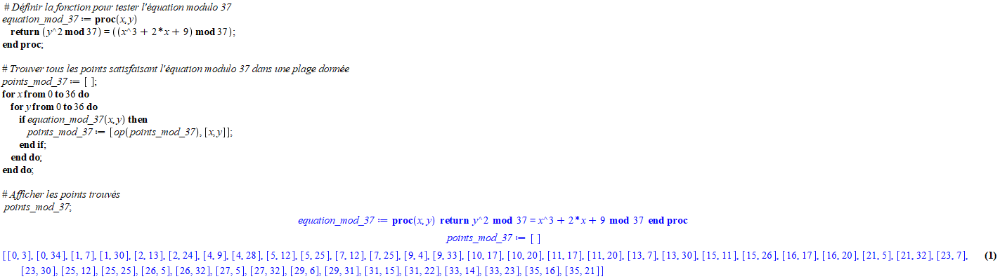 # Définir la fonction pour tester l'équation modulo 37
equation_mod_37 := proc(x, y)
return (y^2 mod 37) = ((x^3 + 2*x + 9) mod 37);
end proc;
# Trouver tous les points satisfaisant l'équation modulo 37 dans une plage donnée
points_mod_37 := [ ];
for x from 0 to 36 do
for y from 0 to 36 do
if equation_mod_37(x, y) then
points_mod_37 := [op(points_mod_37), [x, y]];
end if;
end do;
end do;
# Afficher les points trouvés
points_mod_37;
equation_mod_37 := proc(x, y) return y^2 mod 37 = x^3 + 2*x + 9 mod 37 end proc
points_mod_37 := [ ]
[[0, 3], [0, 34], [1, 7], [1, 30], [2, 13], [2, 24], [4, 9], [4, 28], [5, 12], [5, 25], [7, 12], [7, 25], [9, 4], [9, 33], [10, 17], [10, 20], [11, 17], [11, 20], [13, 7], [13, 30], [15, 11], [15, 26], [16, 17], [16, 20], [21, 5], [21, 32], [23, 7], (1)
[23, 30], [25, 12], [25, 25], [26, 5], [26, 32], [27, 5], [27, 32], [29, 6], [29, 31], [31, 15], [31, 22], [33, 14], [33, 23], [35, 16], [35, 21]]